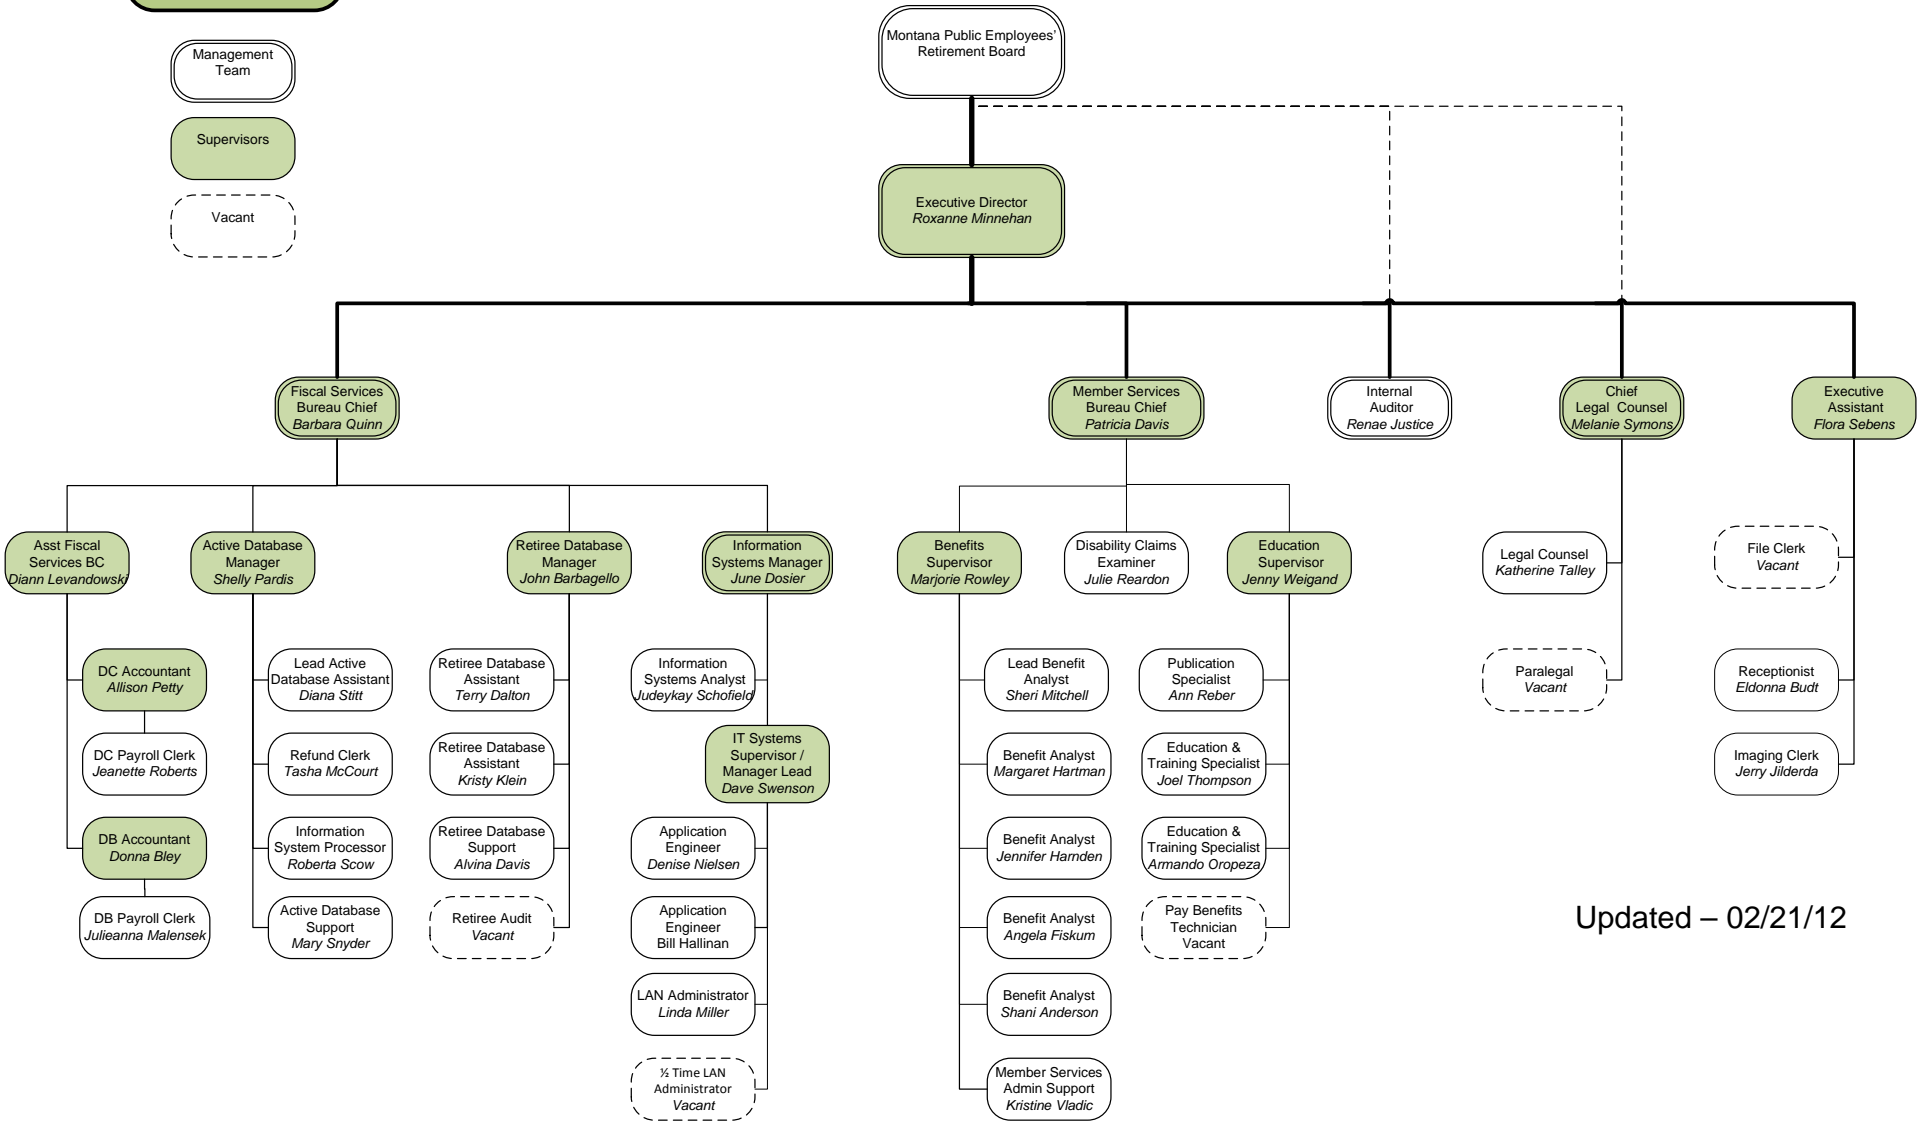 Management
Team
Supervisors
Vacant
Montana Public Employees'
Retirement Board
Executive Director
Roxanne Minnehan
Fiscal Services
Bureau Chief
Barbara Quinn
Member Services
Bureau Chief
Patricia Davis
Internal
Auditor
Renae Justice
Chief
Legal Counsel
Melanie Symons
Executive
Assistant
Flora Sebens
Asst Fiscal
Services BC
Diann Levandowski
Active Database
Manager
Shelly Pardis
Retiree Database
Manager
John Barbagello
Information
Systems Manager
June Dosier
Benefits
Supervisor
Marjorie Rowley
Disability Claims
Examiner
Julie Reardon
Education
Supervisor
Jenny Weigand
Legal Counsel
Katherine Talley
File Clerk
Vacant
DC Accountant
Allison Petty
Lead Active
Database Assistant
Diana Stitt
Retiree Database
Assistant
Terry Dalton
Information
Systems Analyst
Judeykay Schofield
Lead Benefit
Analyst
Sheri Mitchell
Publication
Specialist
Ann Reber
Paralegal
Vacant
Receptionist
Eldonna Budt
DC Payroll Clerk
Jeanette Roberts
Refund Clerk
Tasha McCourt
Retiree Database
Assistant
Kristy Klein
IT Systems
Supervisor /
Manager Lead
Dave Swenson
Benefit Analyst
Margaret Hartman
Education &
Training Specialist
Joel Thompson
Imaging Clerk
Jerry Jilderda
DB Accountant
Donna Bley
Information
System Processor
Roberta Scow
Retiree Database
Support
Alvina Davis
Application
Engineer
Denise Nielsen
Benefit Analyst
Jennifer Harnden
Education &
Training Specialist
Armando Oropeza
DB Payroll Clerk
Julieanna Malensek
Active Database
Support
Mary Snyder
Retiree Audit
Vacant
Application
Engineer
Bill Hallinan
Benefit Analyst
Angela Fiskum
Pay Benefits
Technician
Vacant
Updated – 02/21/12
LAN Administrator
Linda Miller
Benefit Analyst
Shani Anderson
½ Time LAN
Administrator
Vacant
Member Services
Admin Support
Kristine Vladic